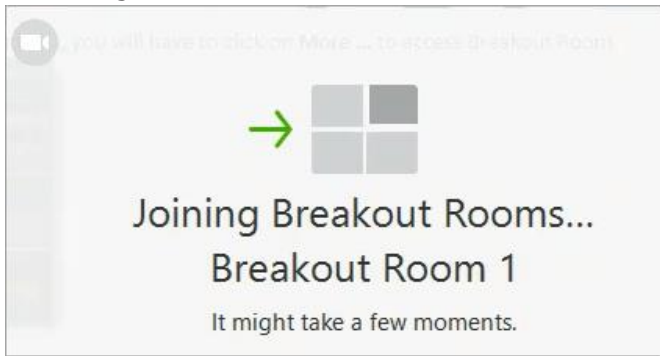 , you will have to click on More ... to access Breakout Room
Joining Breakout Rooms...
Breakout Room 1
It might take a few moments.